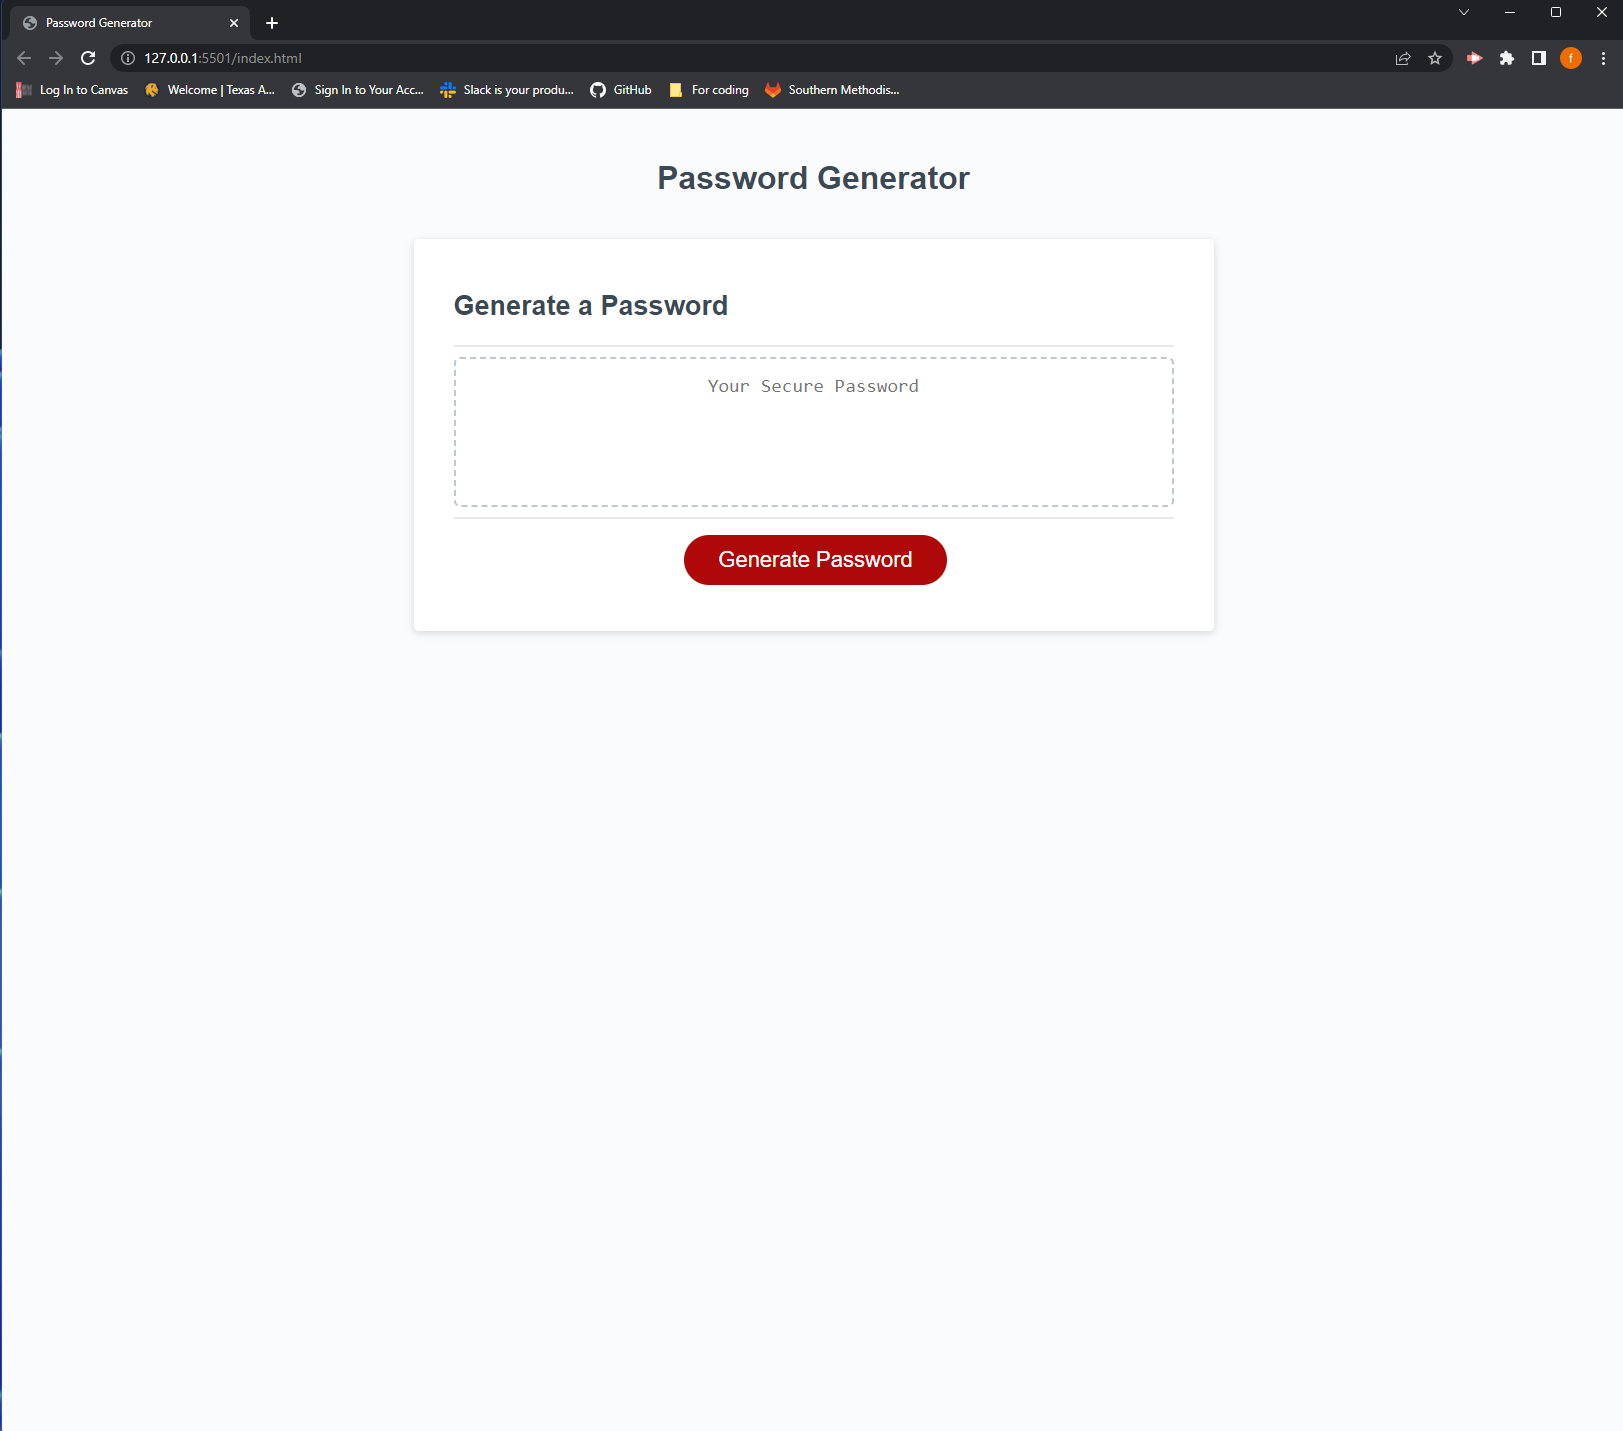 Password Generator
127.0.0.1:5501/index.html
Log In to Canvas Welcome | Texas A... Sign In to Your Acc... Slack is your produ... GitHub For coding Southern Methodis...
f
Password Generator
Generate a Password
Your Secure Password
Generate Password